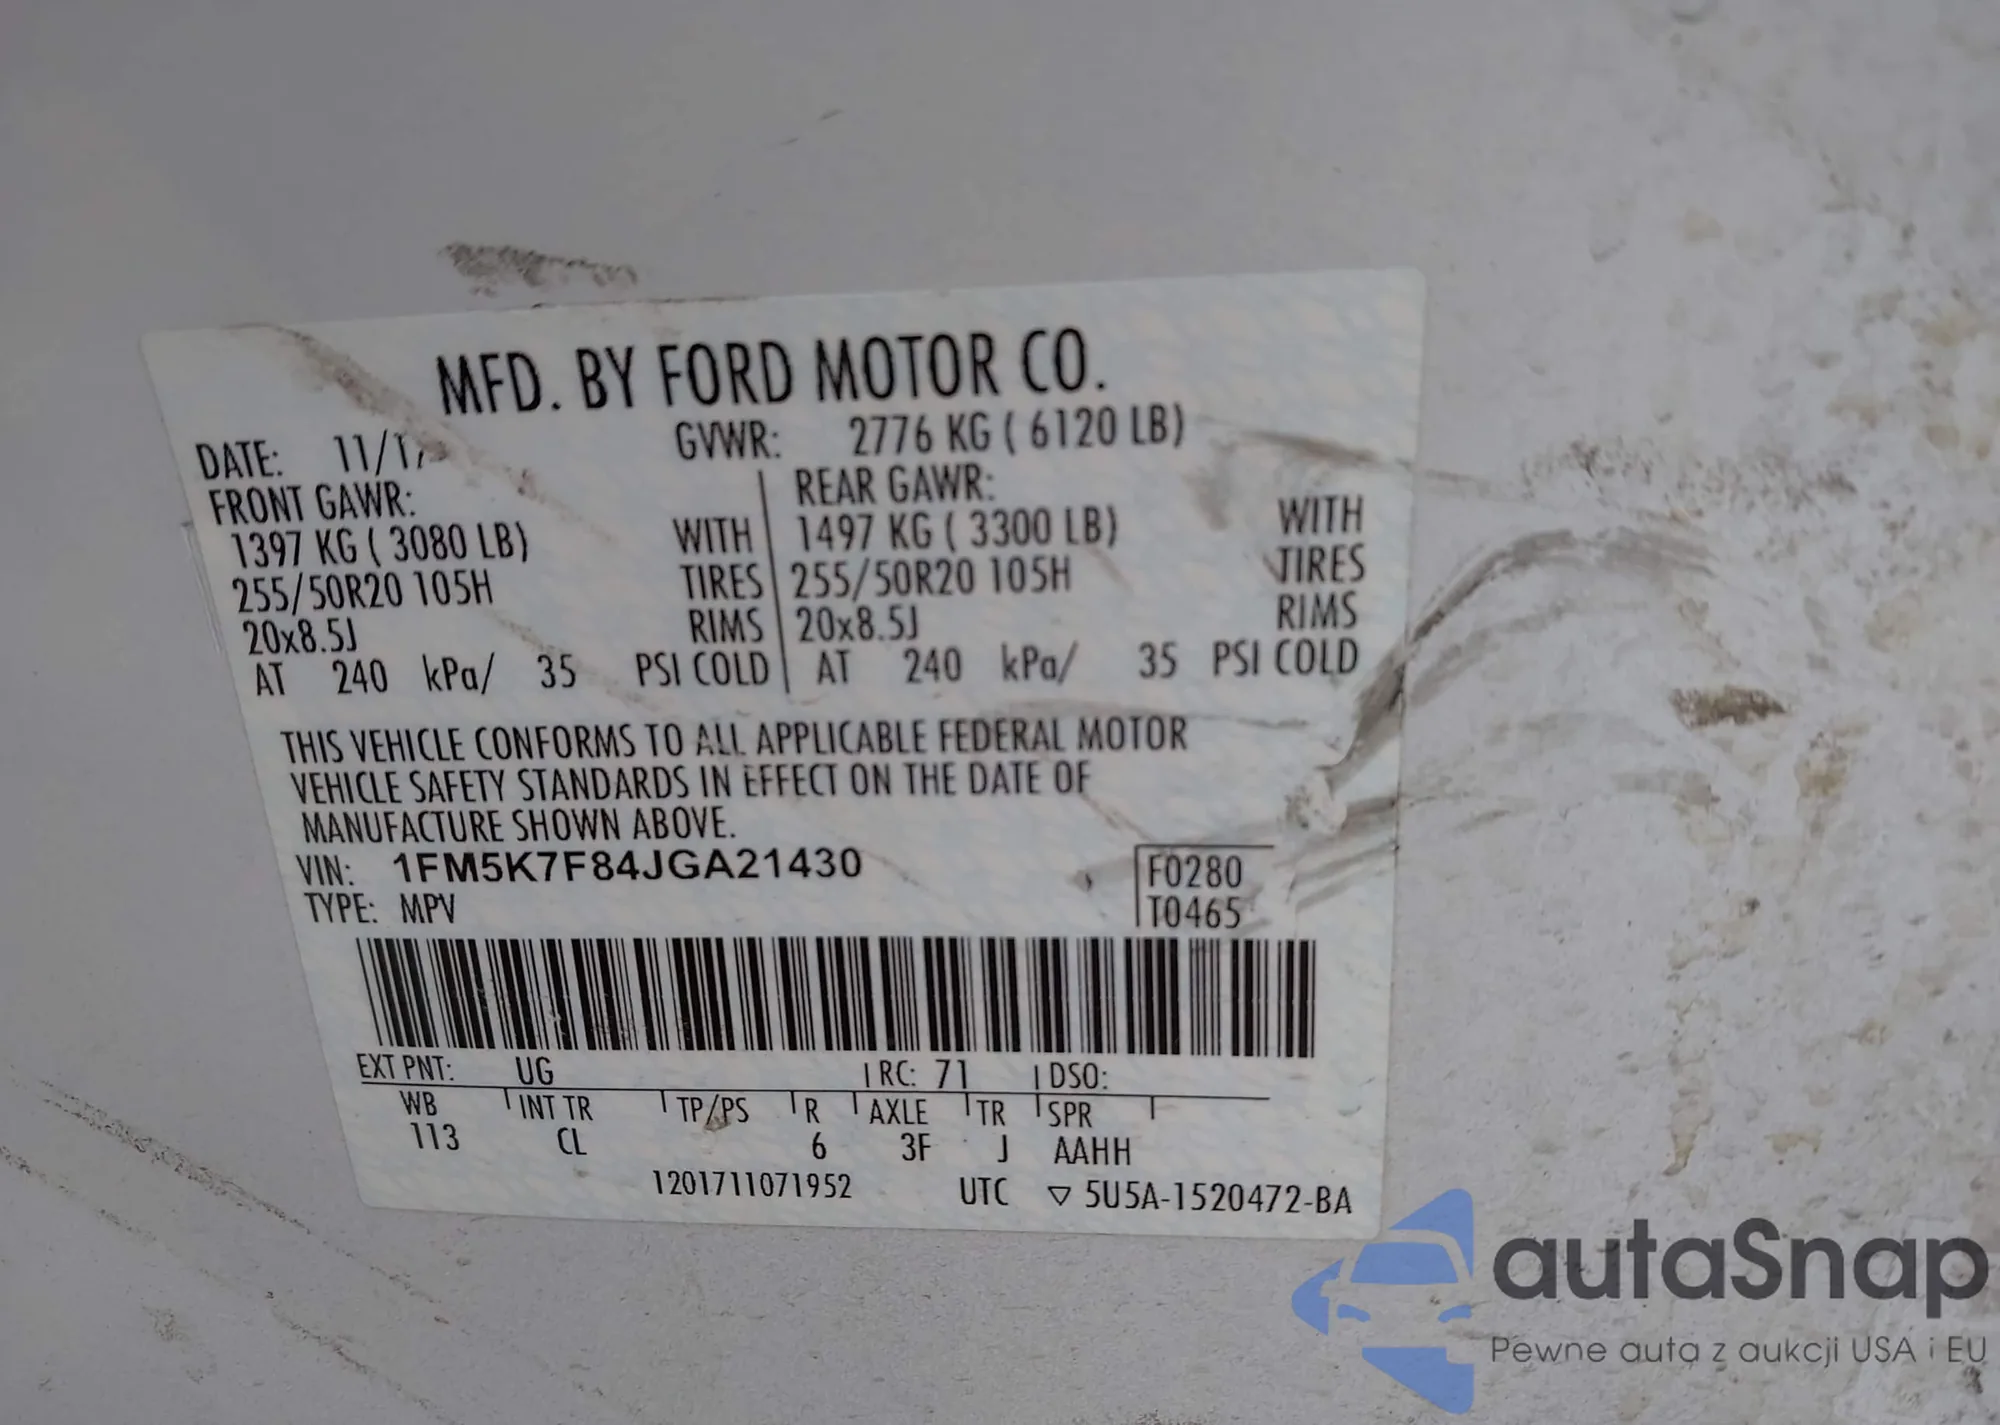 MFD. BY FORD MOTOR CO.
DATE: 11/17 GVWR: 2776 KG ( 6120 LB)
FRONT GAWR: REAR GAWR:
1397 KG ( 3080 LB) WITH 1497 KG ( 3300 LB) WITH
255/50R20 105H TIRES 255/50R20 105H TIRES
20x8.5J RIMS 20x8.5J RIMS
AT 240 kPa/ 35 PSI COLD AT 240 kPa/ 35 PSI COLD
THIS VEHICLE CONFORMS TO ALL APPLICABLE FEDERAL MOTOR
VEHICLE SAFETY STANDARDS IN EFFECT ON THE DATE OF
MANUFACTURE SHOWN ABOVE.
VIN: 1FM5K7F84JGA21430 F0280
TYPE: MPV T0465
EXT PNT: UG RC: 71 DSO:
WB INT TR TP/PS R AXLE TR SPR
113 CL 6 3F J AAHH
1201711071952 UTC ▽ 5U5A-1520472-BA
autaSnap
Pewne auta z aukcji USA i EU